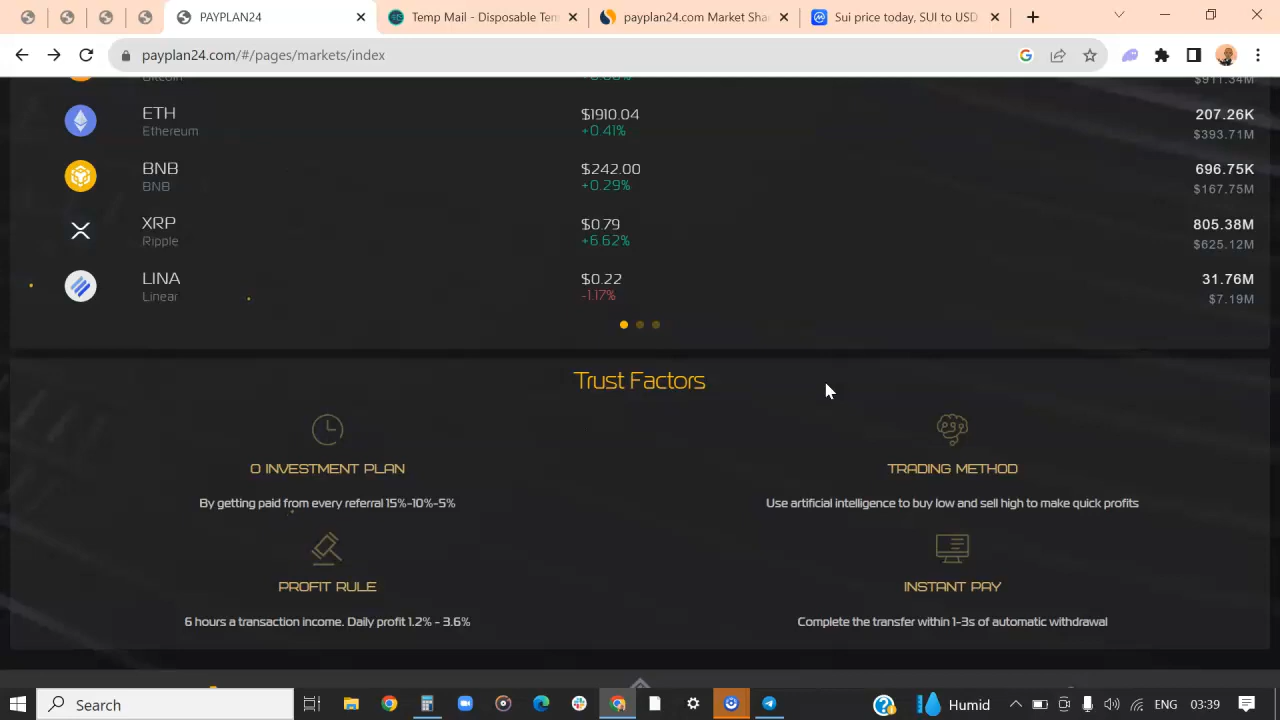 PAYPLAN24
Temp Mail - Disposable Tem
payplan24.com Market Sha
Sui price today, SUI to USD
payplan24.com/#/pages/markets/index
Bitcoin
$911.34M
ETH
$1910.04
207.26K
Ethereum
+0.41%
$393.71M
BNB
$242.00
696.75K
BNB
+0.29%
$167.75M
XRP
$0.79
805.38M
Ripple
+6.62%
$625.12M
LINA
$0.22
31.76M
Linear
-1.17%
$7.19M
Trust Factors
0 INVESTMENT PLAN
By getting paid from every referral 15%-10%-5%
TRADING METHOD
Use artificial intelligence to buy low and sell high to make quick profits
PROFIT RULE
6 hours a transaction income. Daily profit 1.2% - 3.6%
INSTANT PAY
Complete the transfer within 1-3s of automatic withdrawal
Search
Humid
ENG
03:39